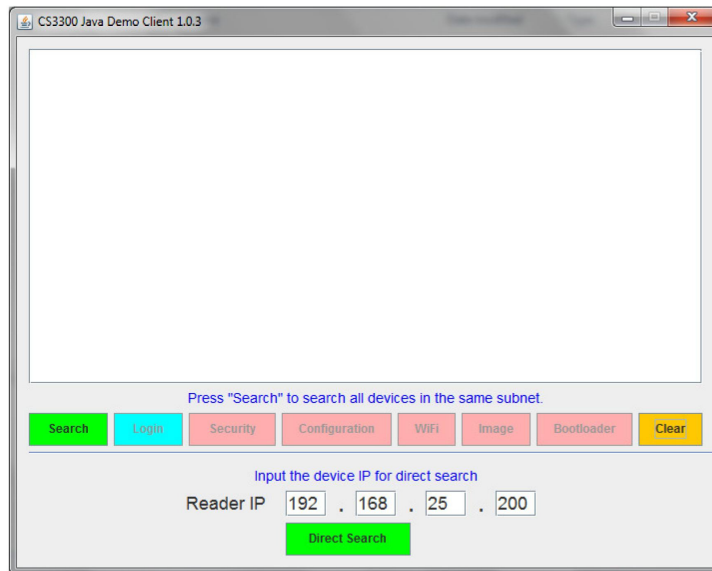 CS3300 Java Demo Client 1.0.3
Press "Search" to search all devices in the same subnet.
Search Login Security Configuration WiFi Image Bootloader Clear
Input the device IP for direct search
Reader IP 192 . 168 . 25 . 200
Direct Search